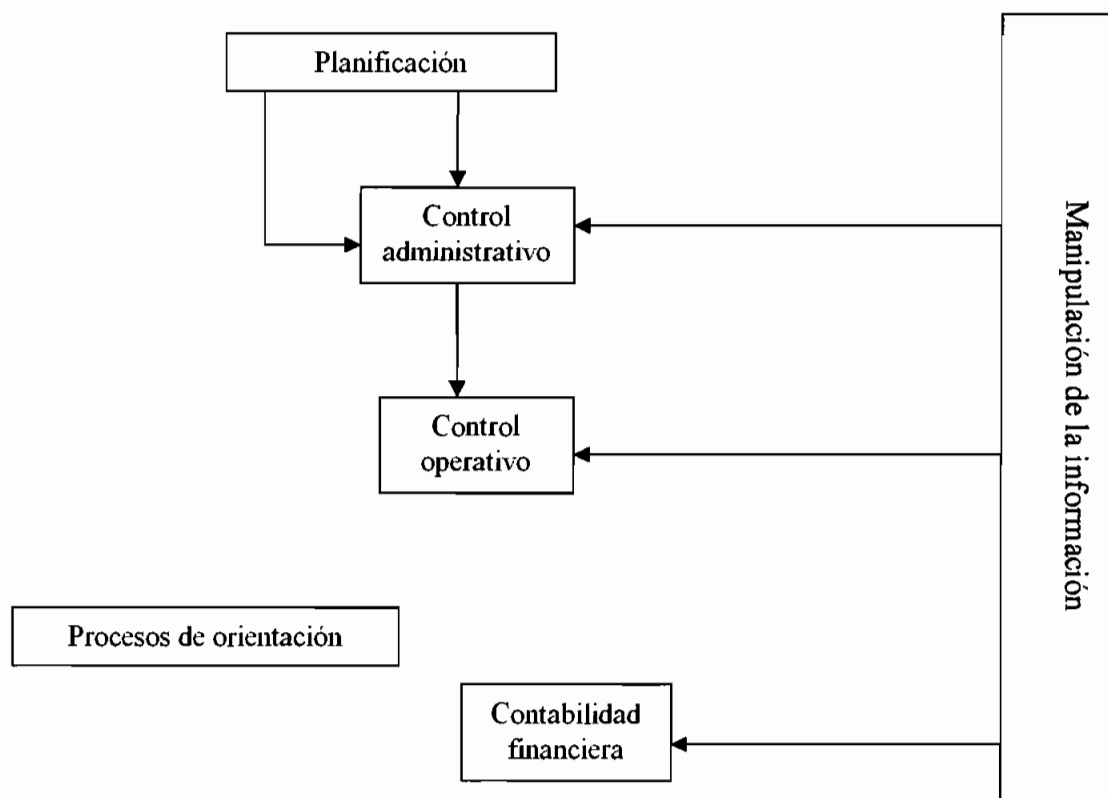 Planificación
Control
administrativo
Control
operativo
Procesos de orientación
Contabilidad
financiera
Manipulación de la información